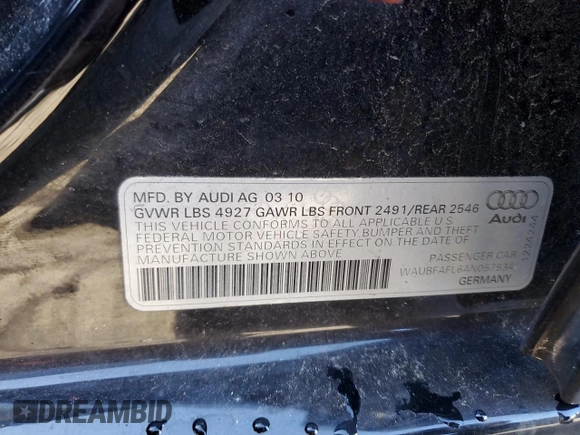 MFD. BY AUDI AG 03 10
GVWR LBS 4927 GAWR LBS FRONT 2491/REAR 2546
THIS VEHICLE CONFORMS TO ALL APPLICABLE U.S.
FEDERAL MOTOR VEHICLE SAFETY,BUMPER AND THEFT
PREVENTION STANDARDS IN EFFECT ON THE DATE OF
MANUFACTURE SHOWN ABOVE
Audi
1224244
PASSENGER CAR
WAUBFAFL6AN057934
GERMANY
DREAMBID